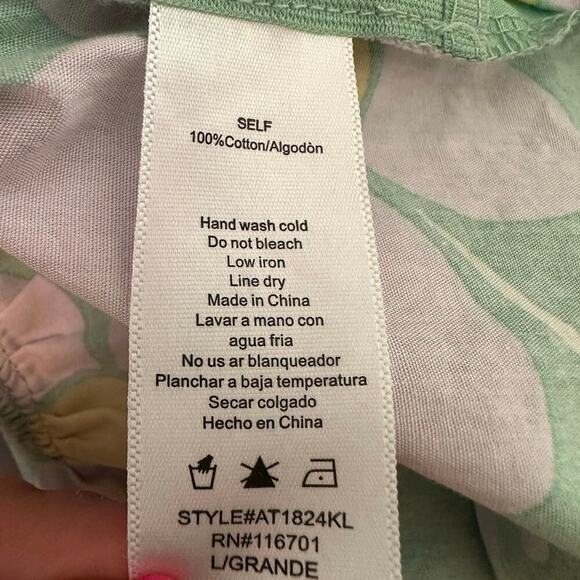 SELF
100%Cotton/Algodòn
Hand wash cold
Do not bleach
Low iron
Line dry
Made in China
Lavar a mano con
agua fria
No us ar blanqueador
Planchar a baja temperatura
Secar colgado
Hecho en China
STYLE#AT1824KL
RN#116701
L/GRANDE